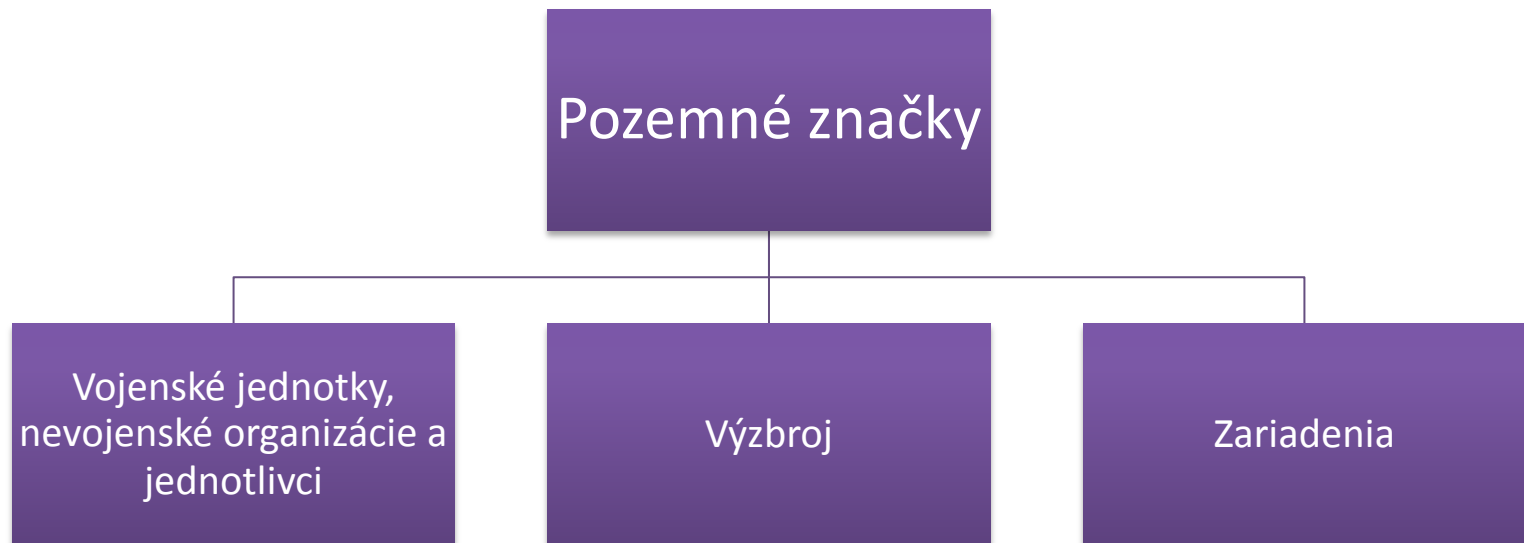 Pozemné značky
Vojenské jednotky,
nevojenské organizácie a
jednotlivci
Výzbroj
Zariadenia